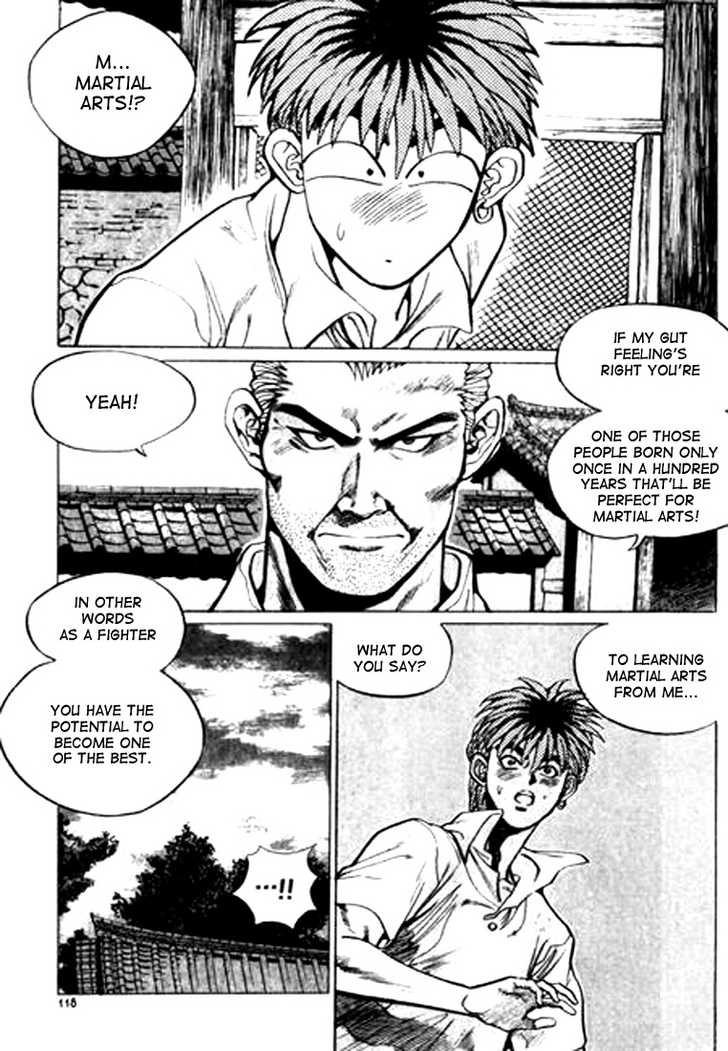 M...
MARTIAL
ARTS!?
YEAH!
IF MY GUT
FEELING'S
RIGHT YOU'RE
ONE OF THOSE
PEOPLE BORN ONLY
ONCE IN A HUNDRED
YEARS THAT'LL BE
PERFECT FOR
MARTIAL ARTS!
IN OTHER
WORDS
AS A FIGHTER
YOU HAVE THE
POTENTIAL TO
BECOME ONE
OF THE BEST.
...!!
WHAT DO
YOU SAY?
TO LEARNING
MARTIAL ARTS
FROM ME...
118